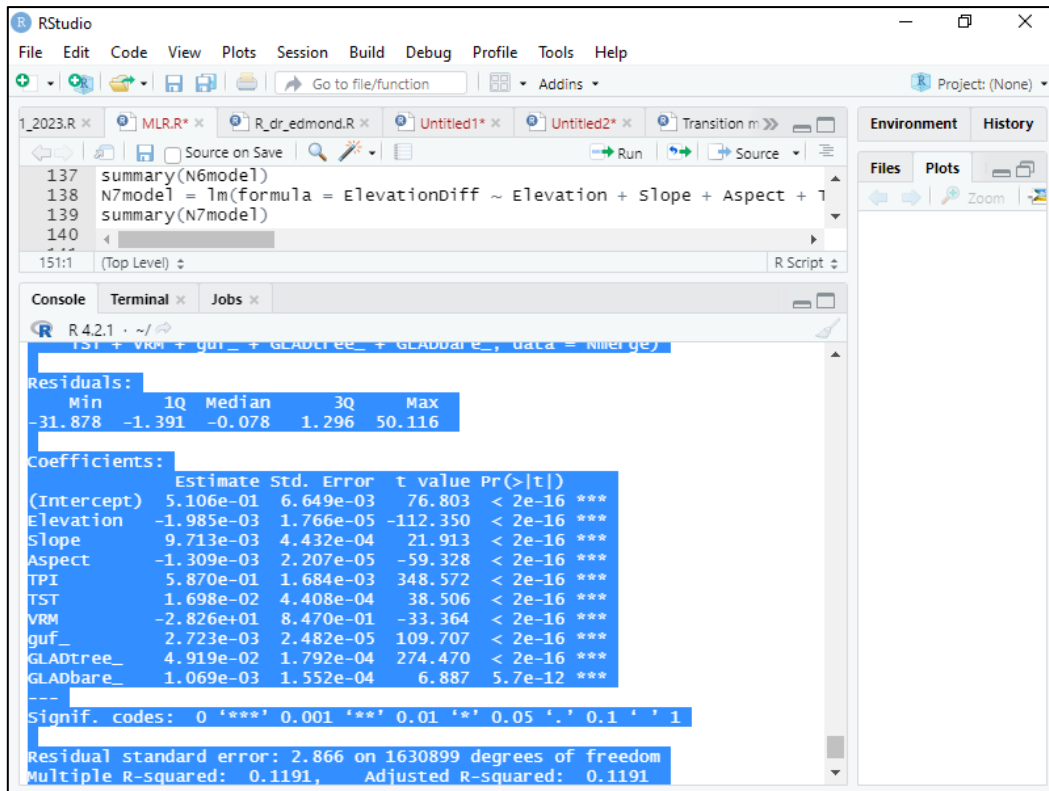 RStudio
File Edit Code View Plots Session Build Debug Profile Tools Help
Go to file/function Addins Project: (None)
1_2023.R MLR.R* R_dr_edmond.R Untitled1* Untitled2* Transition m
Source on Save Run Source
137 summary(N6model)
138 N7model = lm(formula = ElevationDiff ~ Elevation + Slope + Aspect + T
139 summary(N7model)
140
151:1 (Top Level) R Script
Environment History
Files Plots
Zoom
Console Terminal Jobs
R 4.2.1 · ~/
TST + VRM + guf_ + GLADtree_ + GLADbare_, data = Nmerge)
Residuals:
Min 1Q Median 3Q Max
-31.878 -1.391 -0.078 1.296 50.116
Coefficients:
Estimate Std. Error t value Pr(>|t|)
(Intercept) 5.106e-01 6.649e-03 76.803 < 2e-16 ***
Elevation -1.985e-03 1.766e-05 -112.350 < 2e-16 ***
Slope 9.713e-03 4.432e-04 21.913 < 2e-16 ***
Aspect -1.309e-03 2.207e-05 -59.328 < 2e-16 ***
TPI 5.870e-01 1.684e-03 348.572 < 2e-16 ***
TST 1.698e-02 4.408e-04 38.506 < 2e-16 ***
VRM -2.826e+01 8.470e-01 -33.364 < 2e-16 ***
guf_ 2.723e-03 2.482e-05 109.707 < 2e-16 ***
GLADtree_ 4.919e-02 1.792e-04 274.470 < 2e-16 ***
GLADbare_ 1.069e-03 1.552e-04 6.887 5.7e-12 ***
---
Signif. codes: 0 ‘***’ 0.001 ‘**’ 0.01 ‘*’ 0.05 ‘.’ 0.1 ‘ ’ 1
Residual standard error: 2.866 on 1630899 degrees of freedom
Multiple R-squared: 0.1191, Adjusted R-squared: 0.1191